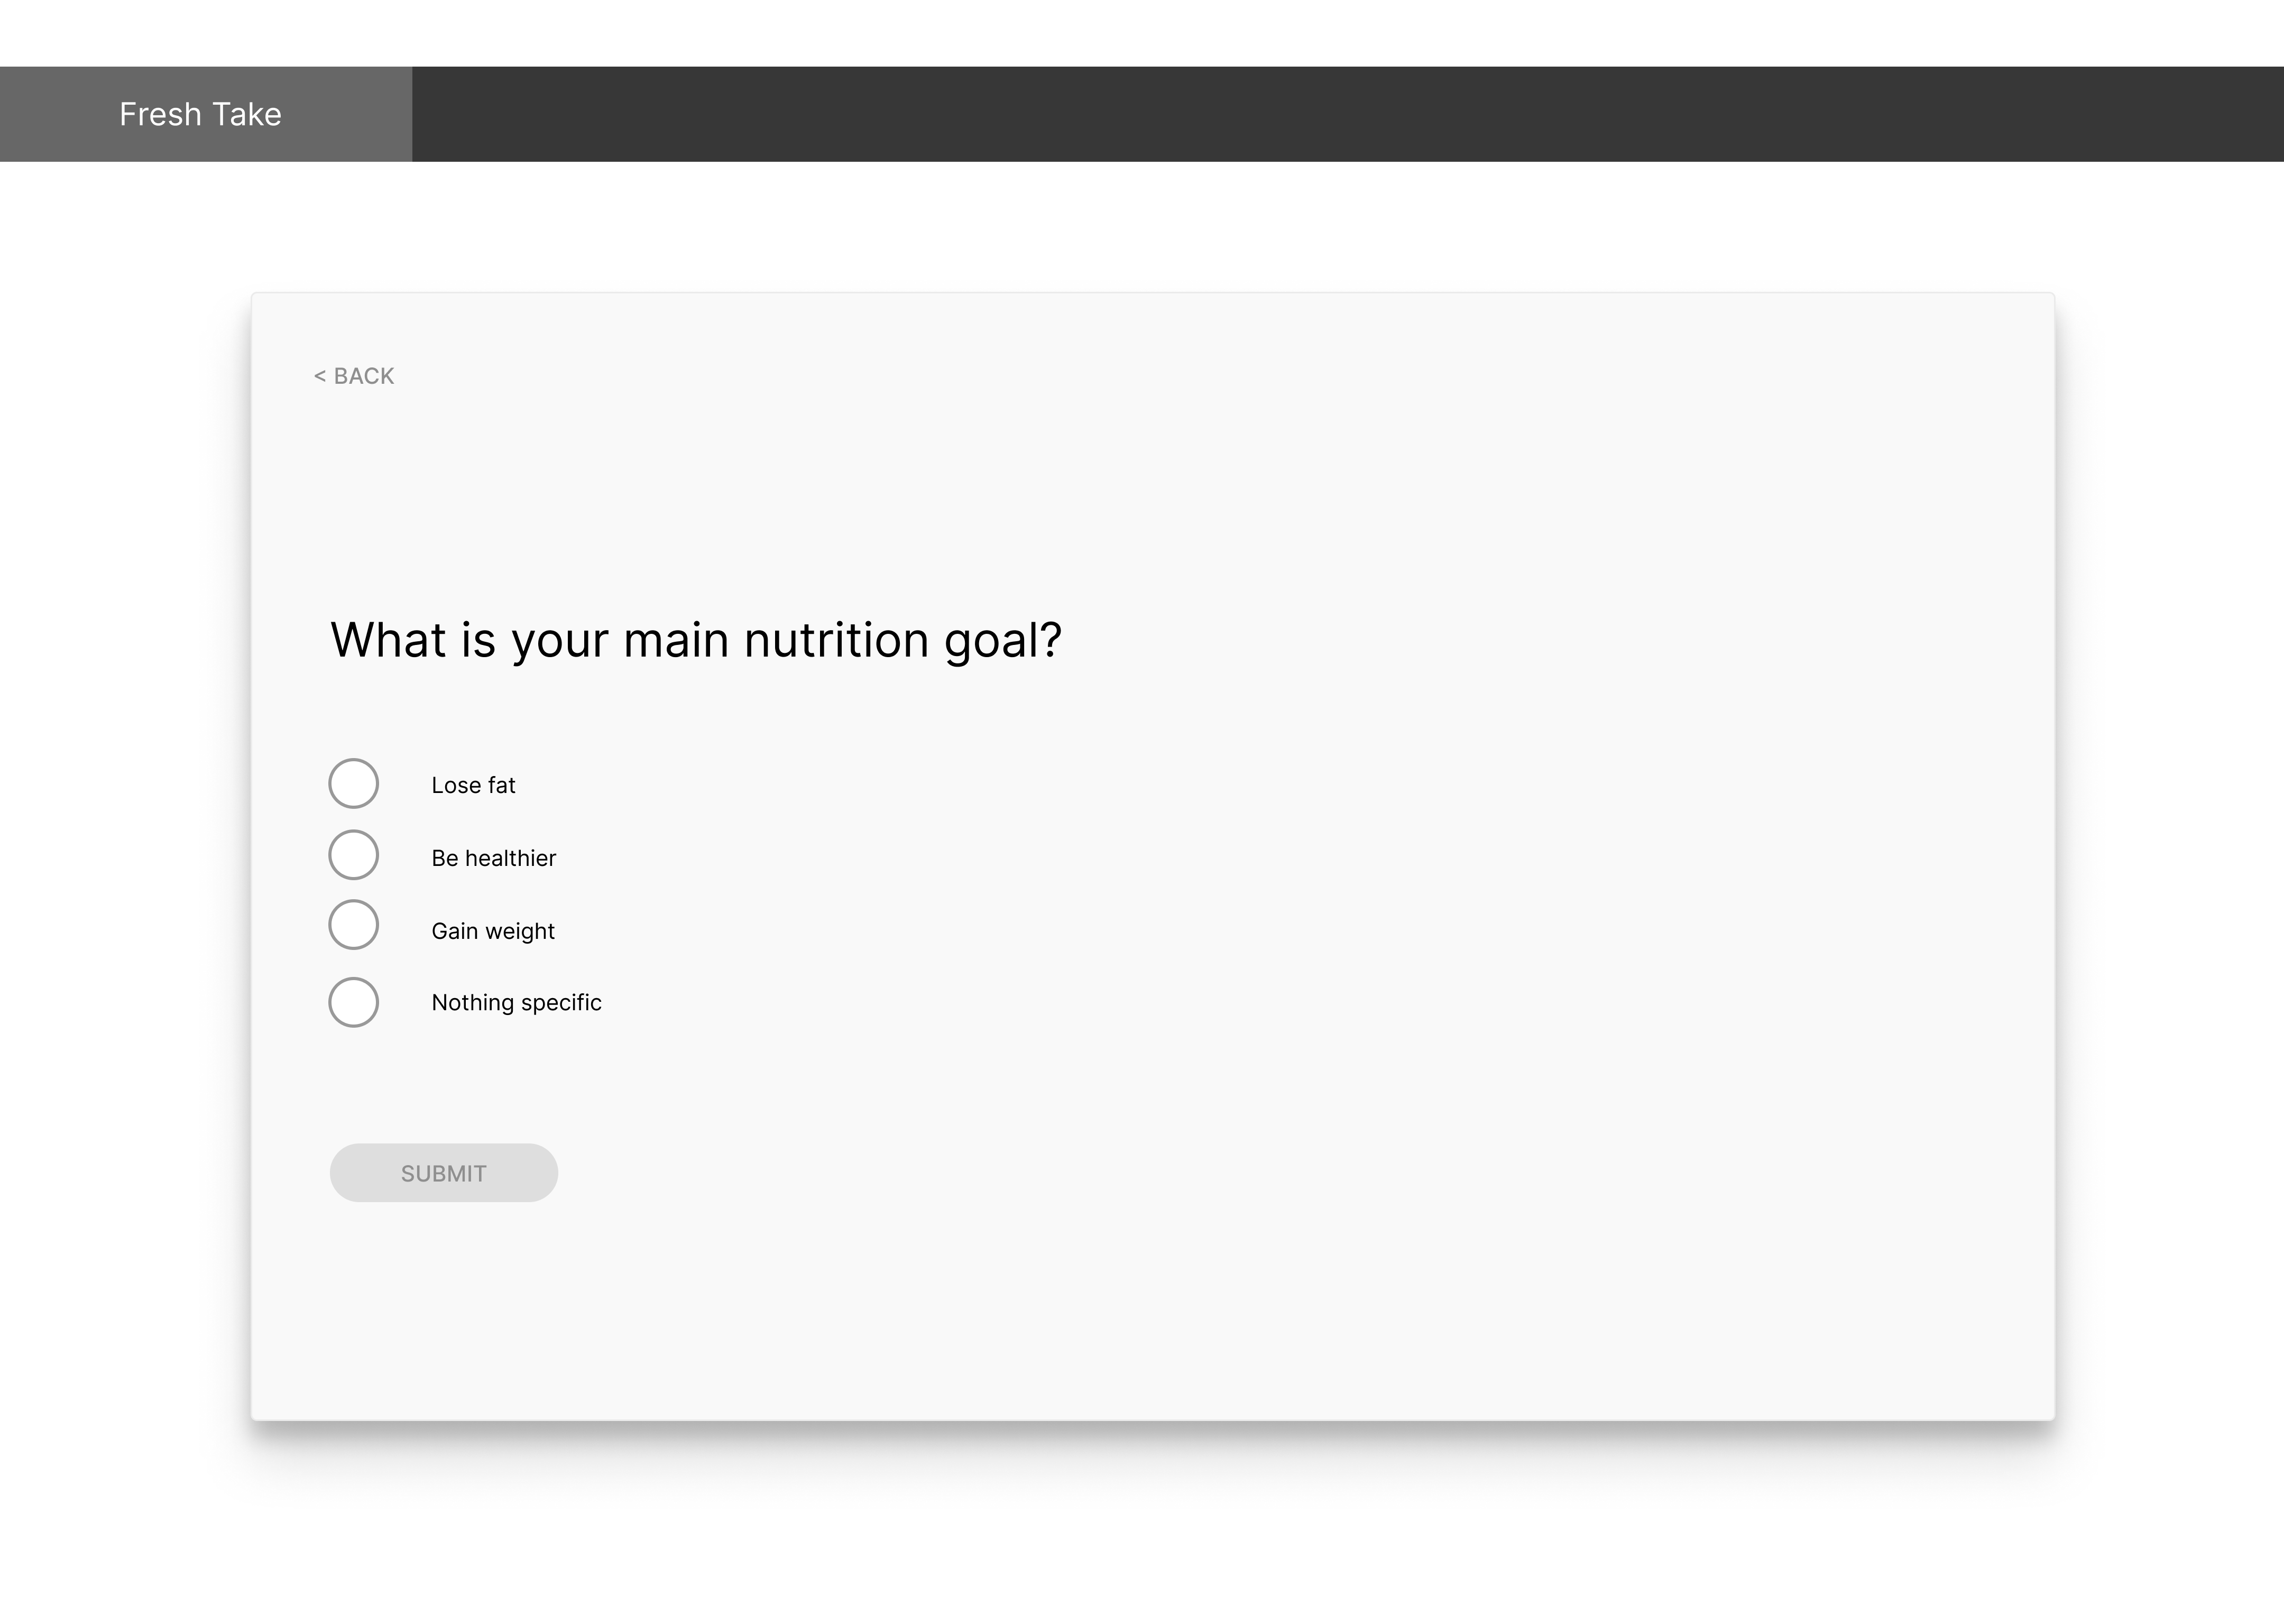 Fresh Take
< BACK
What is your main nutrition goal?
Lose fat
Be healthier
Gain weight
Nothing specific
SUBMIT